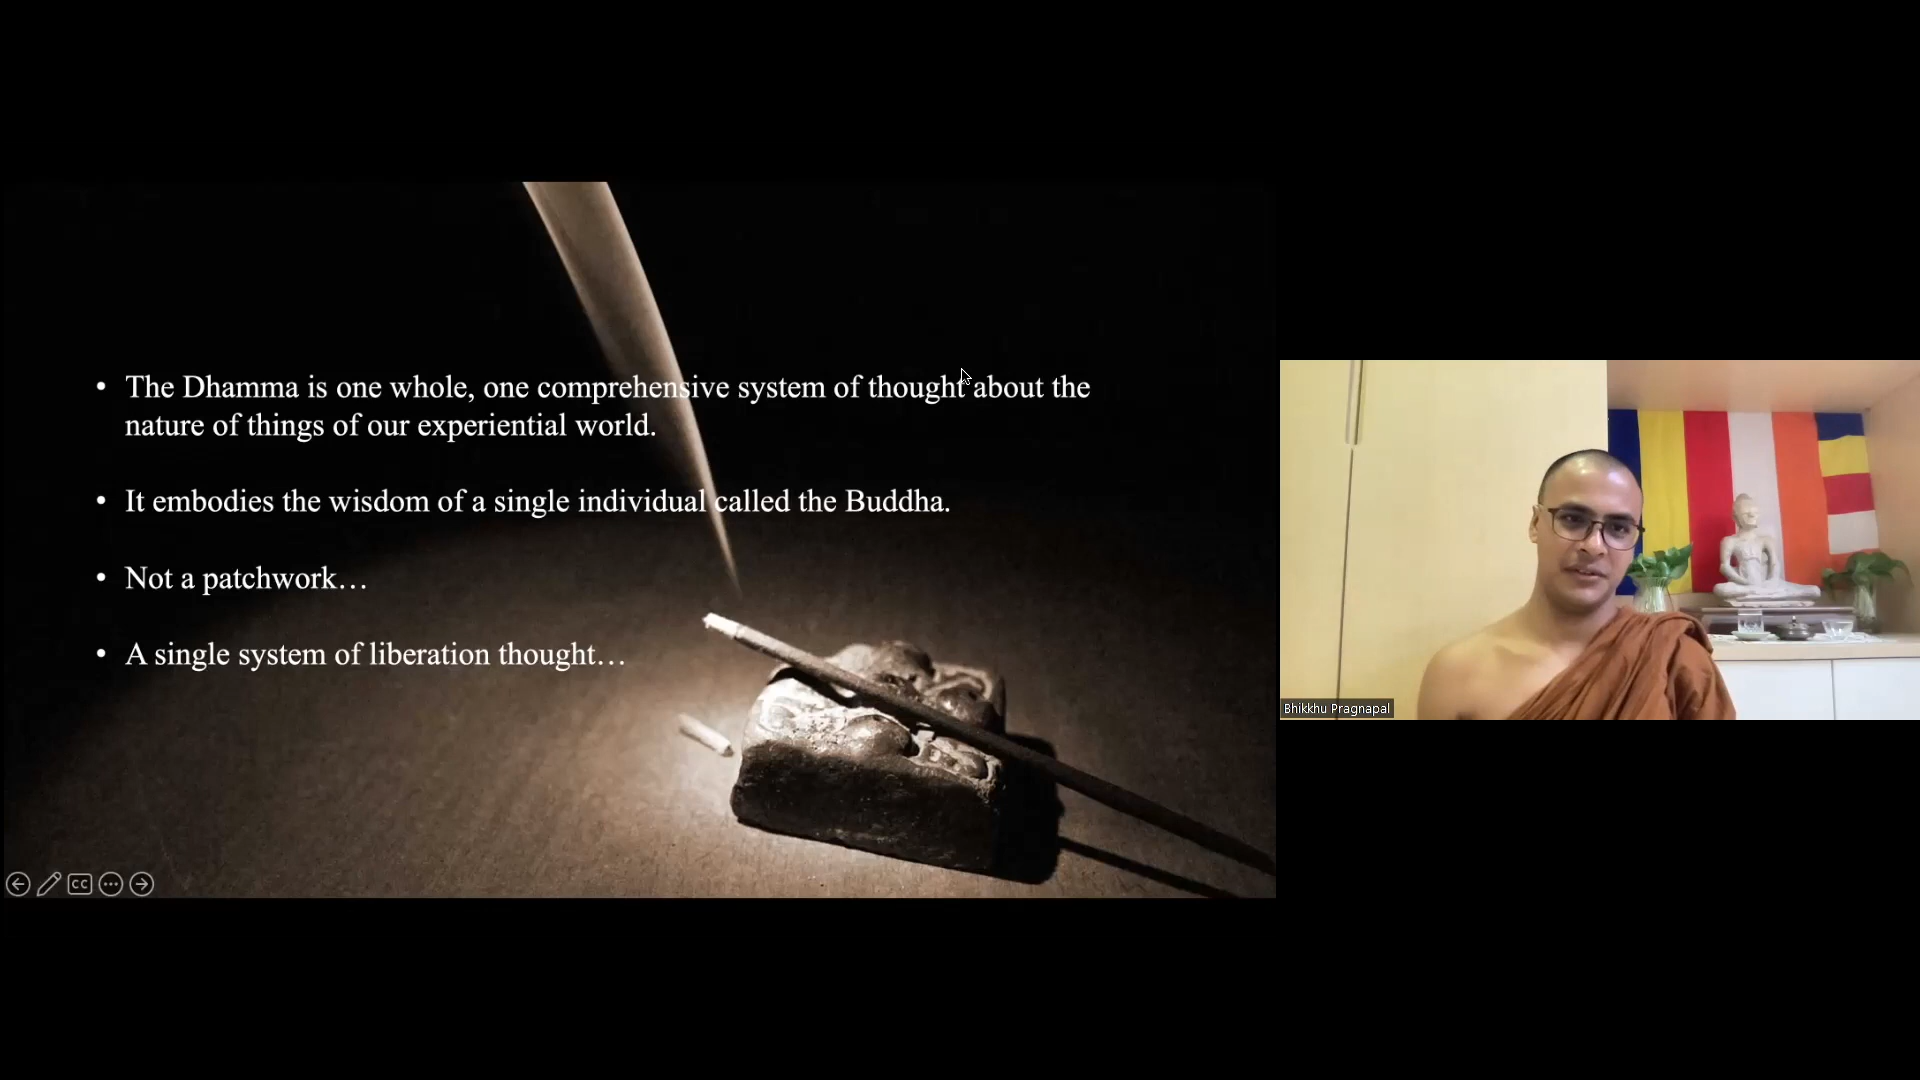 • The Dhamma is one whole, one comprehensive system of thought about the
nature of things of our experiential world.
• It embodies the wisdom of a single individual called the Buddha.
• Not a patchwork…
• A single system of liberation thought…
CC
Bhikkhu Pragnapal